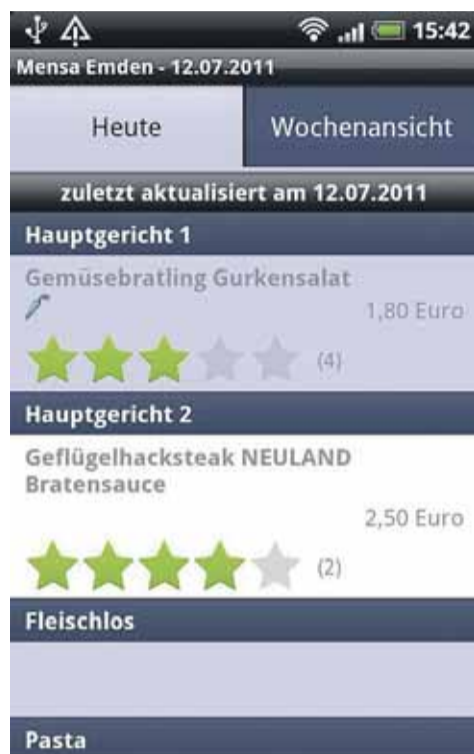 15:42
Mensa Emden - 12.07.2011
Heute Wochenansicht
zuletzt aktualisiert am 12.07.2011
Hauptgericht 1
Gemüsebratling Gurkensalat
1,80 Euro
(4)
Hauptgericht 2
Geflügelhacksteak NEULAND
Bratensauce
2,50 Euro
(2)
Fleischlos
Pasta